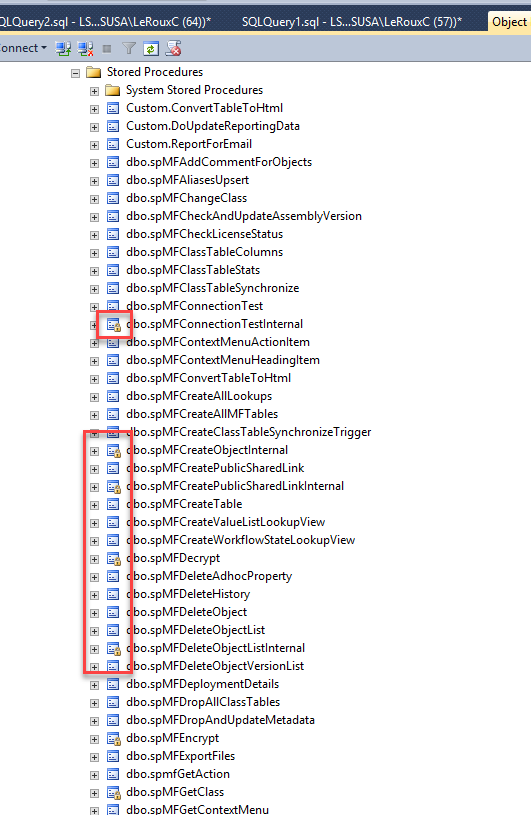 QLQuery2.sql - LS...SUSA\LeRouxC (64))* SQLQuery1.sql - LS...SUSA\LeRouxC (57))* Object
onnect
Stored Procedures
System Stored Procedures
Custom.ConvertTableToHtml
Custom.DoUpdateReportingData
Custom.ReportForEmail
dbo.spMFAddCommentForObjects
dbo.spMFAliasesUpsert
dbo.spMFChangeClass
dbo.spMFCheckAndUpdateAssemblyVersion
dbo.spMFCheckLicenseStatus
dbo.spMFClassTableColumns
dbo.spMFClassTableStats
dbo.spMFClassTableSynchronize
dbo.spMFConnectionTest
dbo.spMFConnectionTestInternal
dbo.spMFContextMenuActionItem
dbo.spMFContextMenuHeadingItem
dbo.spMFConvertTableToHtml
dbo.spMFCreateAllLookups
dbo.spMFCreateAllMFTables
dbo.spMFCreateClassTableSynchronizeTrigger
dbo.spMFCreateObjectInternal
dbo.spMFCreatePublicSharedLink
dbo.spMFCreatePublicSharedLinkInternal
dbo.spMFCreateTable
dbo.spMFCreateValueListLookupView
dbo.spMFCreateWorkflowStateLookupView
dbo.spMFDecrypt
dbo.spMFDeleteAdhocProperty
dbo.spMFDeleteHistory
dbo.spMFDeleteObject
dbo.spMFDeleteObjectList
dbo.spMFDeleteObjectListInternal
dbo.spMFDeleteObjectVersionList
dbo.spMFDeploymentDetails
dbo.spMFDropAllClassTables
dbo.spMFDropAndUpdateMetadata
dbo.spMFEncrypt
dbo.spMFExportFiles
dbo.spmfGetAction
dbo.spMFGetClass
dbo.spMFGetContextMenu